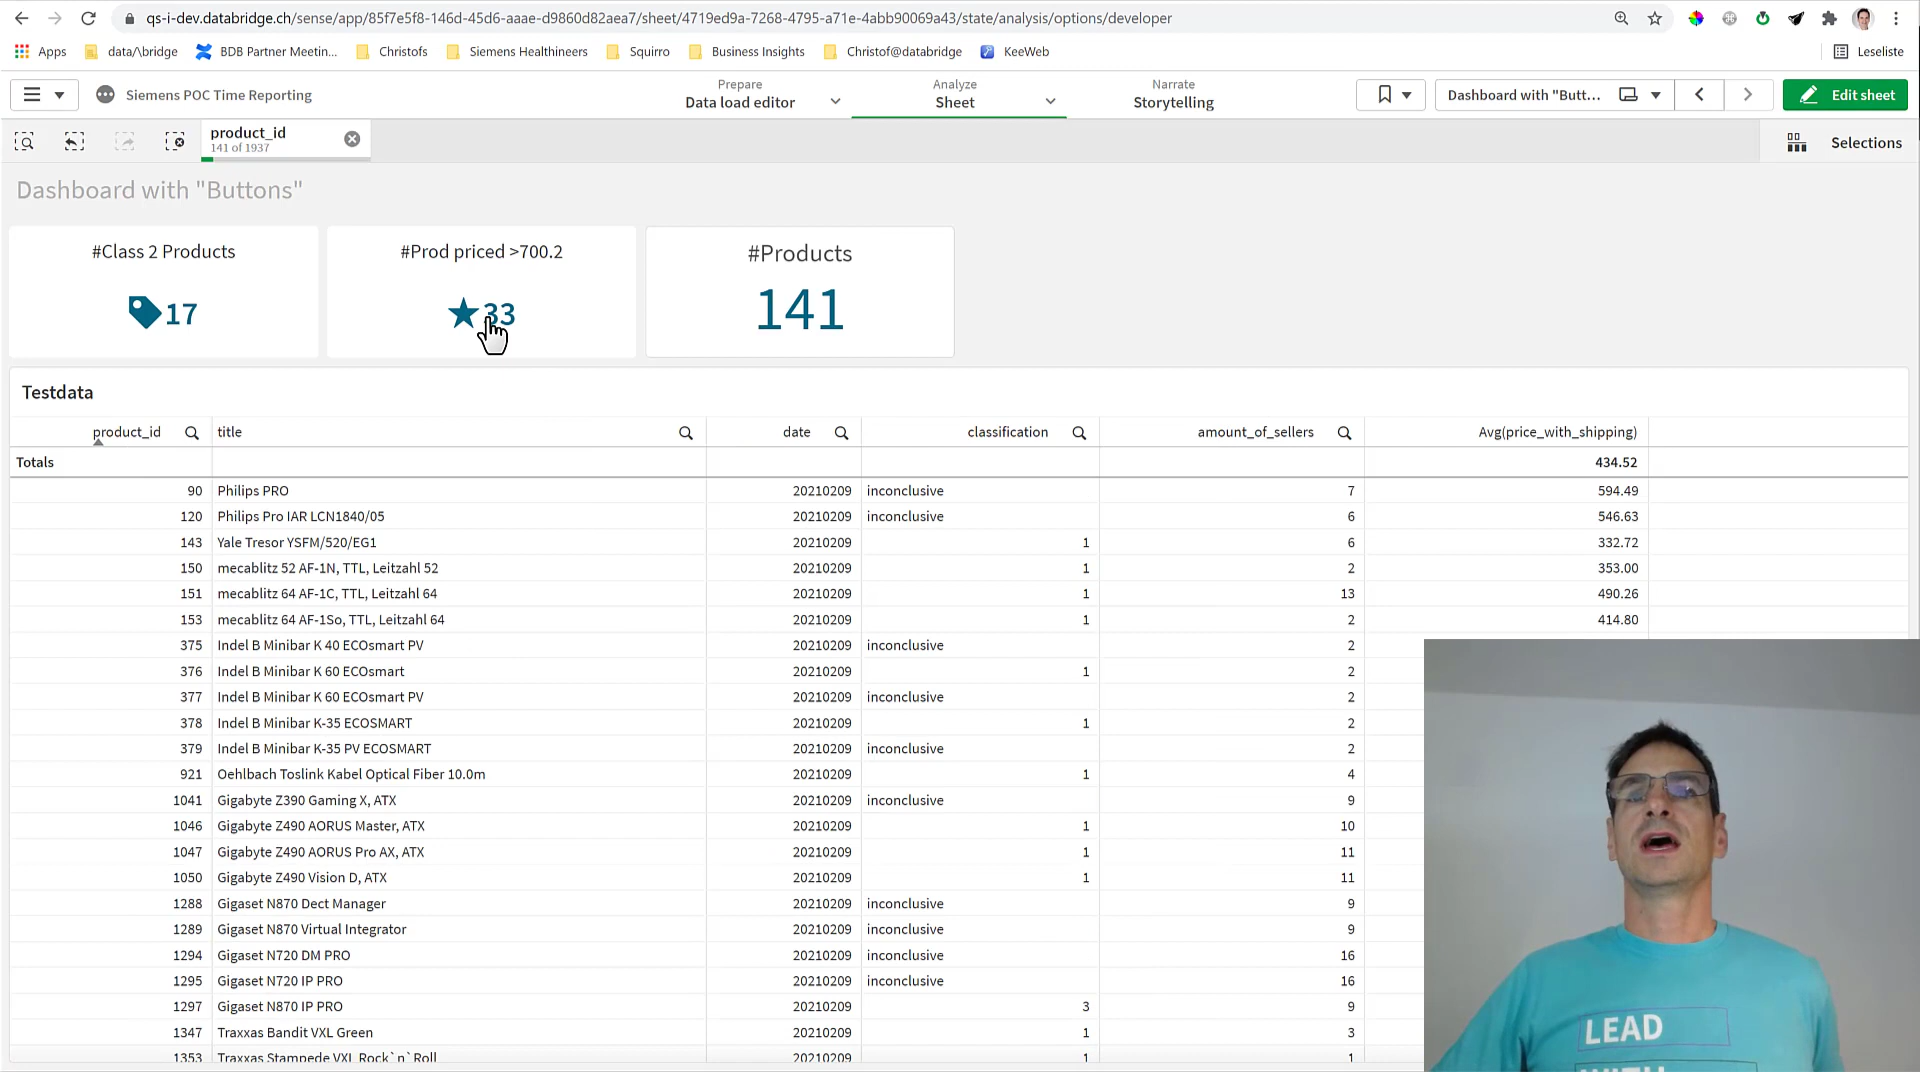 qs-i-dev.databridge.ch/sense/app/85f7e5f8-146d-45d6-aaae-d9860d82aea7/sheet/4719ed9a-7268-4795-a71e-4abb90069a43/state/analysis/options/developer
Apps data/\bridge BDB Partner Meetin... Christofs Siemens Healthineers Squirro Business Insights Christof@databridge KeeWeb Leseliste
Prepare Analyze Narrate
Siemens POC Time Reporting Data load editor Sheet Storytelling Dashboard with "Butt... Edit sheet
product_id
141 of 1937
Selections
Dashboard with "Buttons"
#Class 2 Products #Prod priced >700.2 #Products
17 33 141
Testdata
product_id title date classification amount_of_sellers Avg(price_with_shipping)
Totals 434.52
90 Philips PRO 20210209 inconclusive 7 594.49
120 Philips Pro IAR LCN1840/05 20210209 inconclusive 6 546.63
143 Yale Tresor YSFM/520/EG1 20210209 1 6 332.72
150 mecablitz 52 AF-1N, TTL, Leitzahl 52 20210209 1 2 353.00
151 mecablitz 64 AF-1C, TTL, Leitzahl 64 20210209 1 13 490.26
153 mecablitz 64 AF-1So, TTL, Leitzahl 64 20210209 1 2 414.80
375 Indel B Minibar K 40 ECOsmart PV 20210209 inconclusive 2
376 Indel B Minibar K 60 ECOsmart 20210209 1 2
377 Indel B Minibar K 60 ECOsmart PV 20210209 inconclusive 2
378 Indel B Minibar K-35 ECOSMART 20210209 1 2
379 Indel B Minibar K-35 PV ECOSMART 20210209 inconclusive 2
921 Oehlbach Toslink Kabel Optical Fiber 10.0m 20210209 1 4
1041 Gigabyte Z390 Gaming X, ATX 20210209 inconclusive 9
1046 Gigabyte Z490 AORUS Master, ATX 20210209 1 10
1047 Gigabyte Z490 AORUS Pro AX, ATX 20210209 1 11
1050 Gigabyte Z490 Vision D, ATX 20210209 1 11
1288 Gigaset N870 Dect Manager 20210209 inconclusive 9
1289 Gigaset N870 Virtual Integrator 20210209 inconclusive 9
1294 Gigaset N720 DM PRO 20210209 inconclusive 16
1295 Gigaset N720 IP PRO 20210209 inconclusive 16
1297 Gigaset N870 IP PRO 20210209 3 9
1347 Traxxas Bandit VXL Green 20210209 1 3
1353 Traxxas Stampede VXL Rock`n`Roll 20210209 1 1
LEAD
WITH